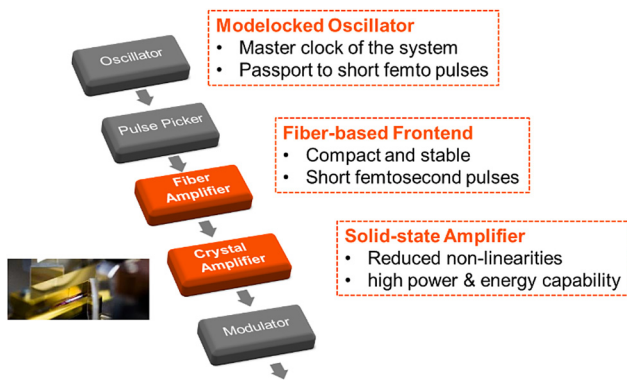 Modelocked Oscillator
• Master clock of the system
• Passport to short femto pulses
Oscillator
Pulse Picker
Fiber-based Frontend
• Compact and stable
• Short femtosecond pulses
Fiber
Amplifier
Crystal
Amplifier
Solid-state Amplifier
• Reduced non-linearities
• high power & energy capability
Modulator